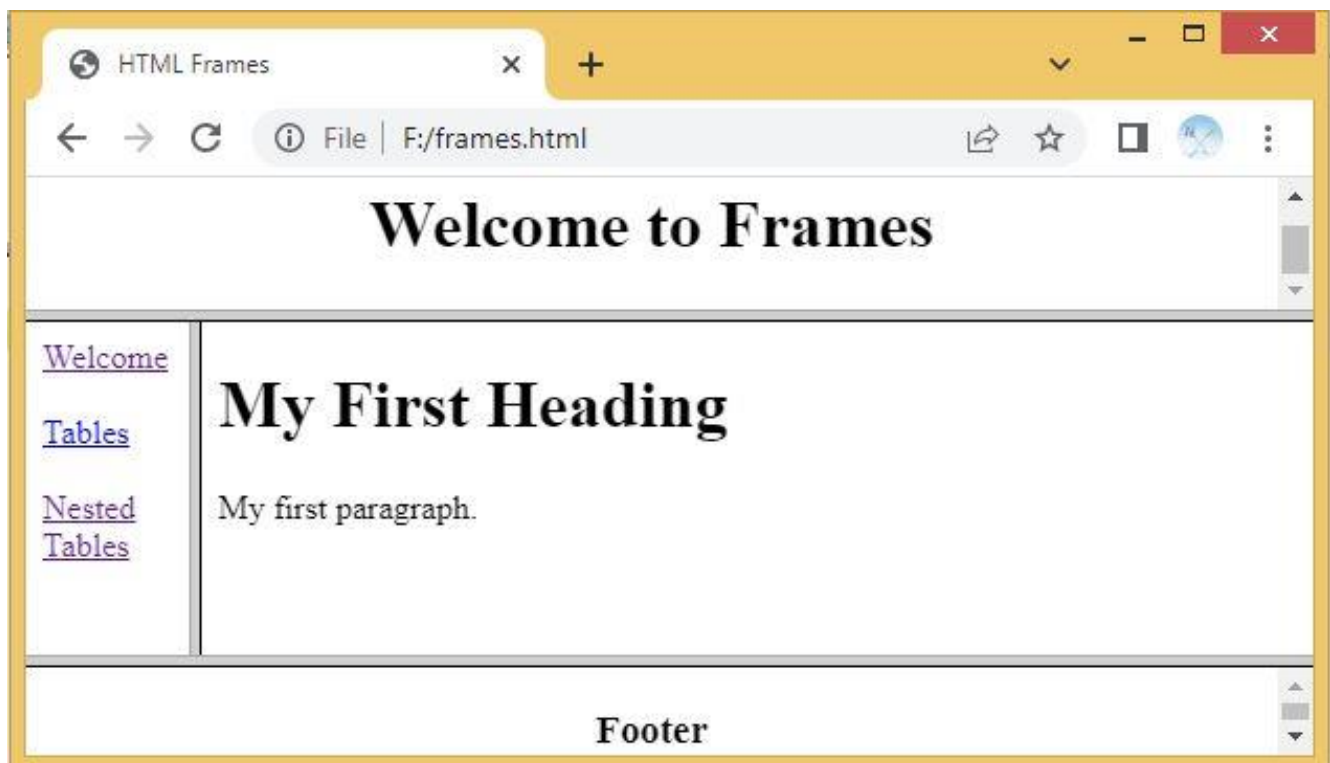 HTML Frames
File | F:/frames.html
Welcome to Frames
Welcome
Tables
Nested
Tables
My First Heading
My first paragraph.
Footer